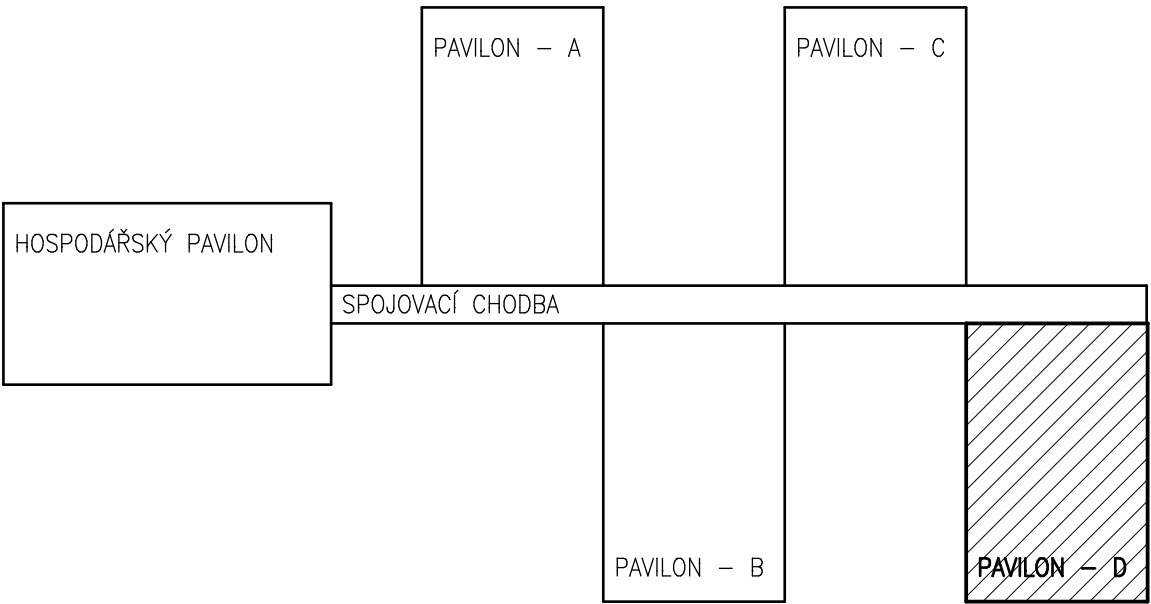 PAVILON – A
PAVILON – C
HOSPODÁŘSKÝ PAVILON
SPOJOVACÍ CHODBA
PAVILON – B
PAVILON – D